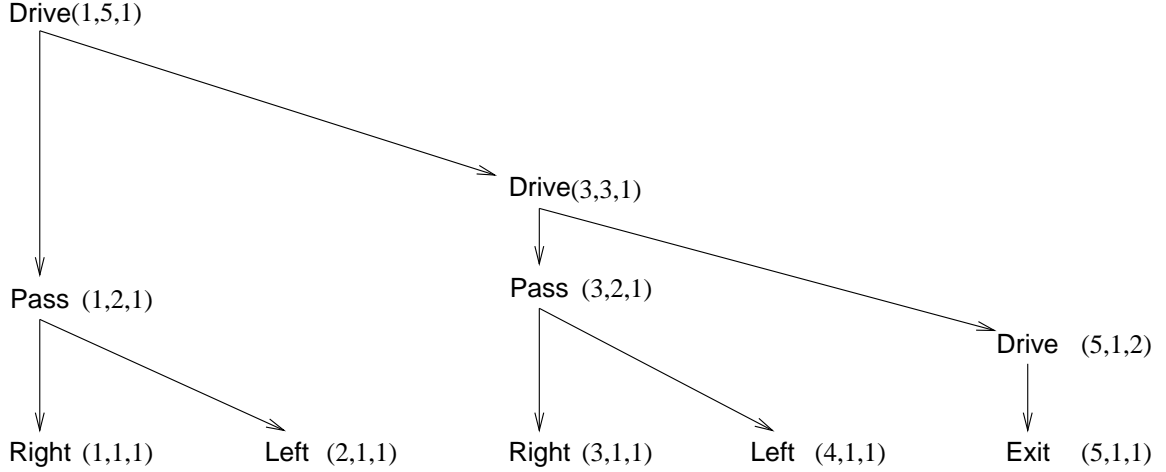 Drive(1,5,1)
Drive(3,3,1)
Pass (1,2,1)
Pass (3,2,1)
Drive (5,1,2)
Right (1,1,1) Left (2,1,1) Right (3,1,1) Left (4,1,1) Exit (5,1,1)